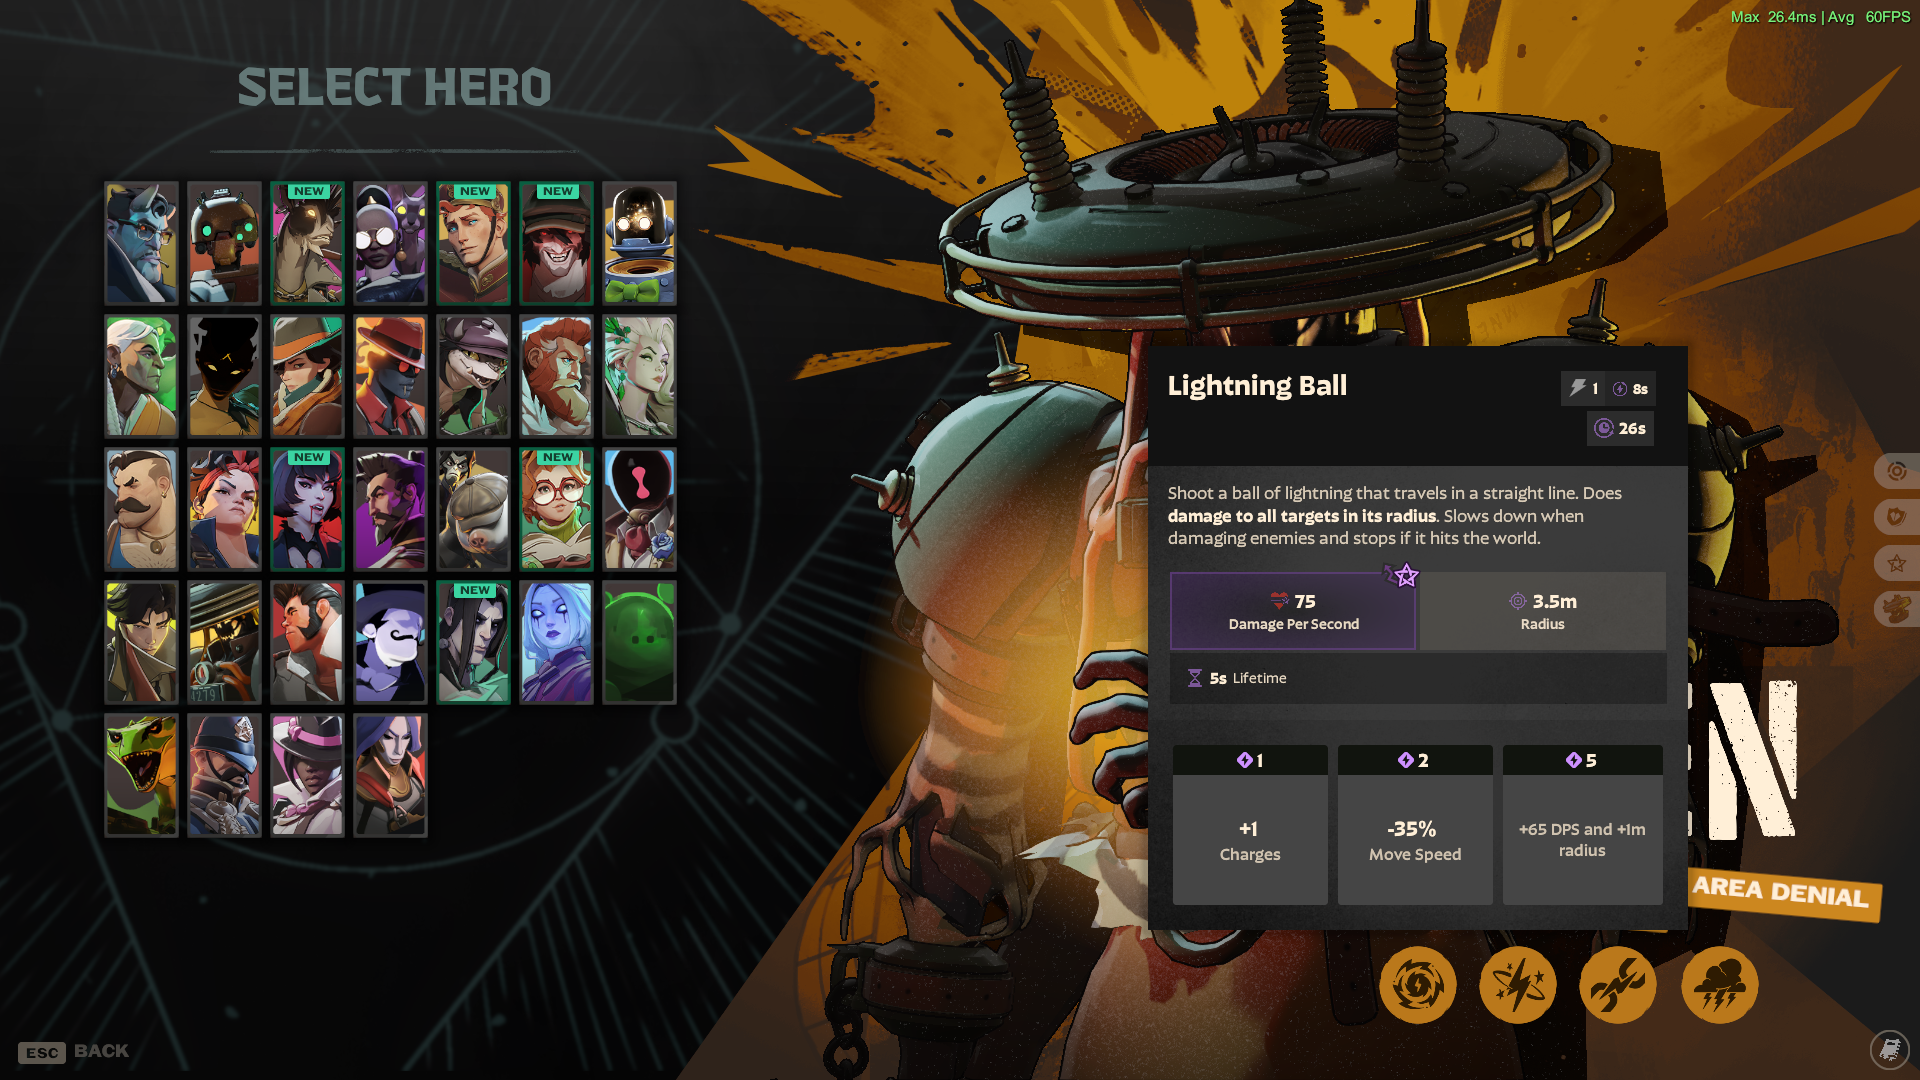 Max 26.4ms | Avg 60FPS
SELECT HERO
NEW
NEW
NEW
NEW
NEW
NEW
Lightning Ball
1
8s
26s
Shoot a ball of lightning that travels in a straight line. Does
damage to all targets in its radius. Slows down when
damaging enemies and stops if it hits the world.
75
Damage Per Second
3.5m
Radius
5s Lifetime
1
+1
Charges
2
-35%
Move Speed
5
+65 DPS and +1m
radius
N
AREA DENIAL
ESC BACK